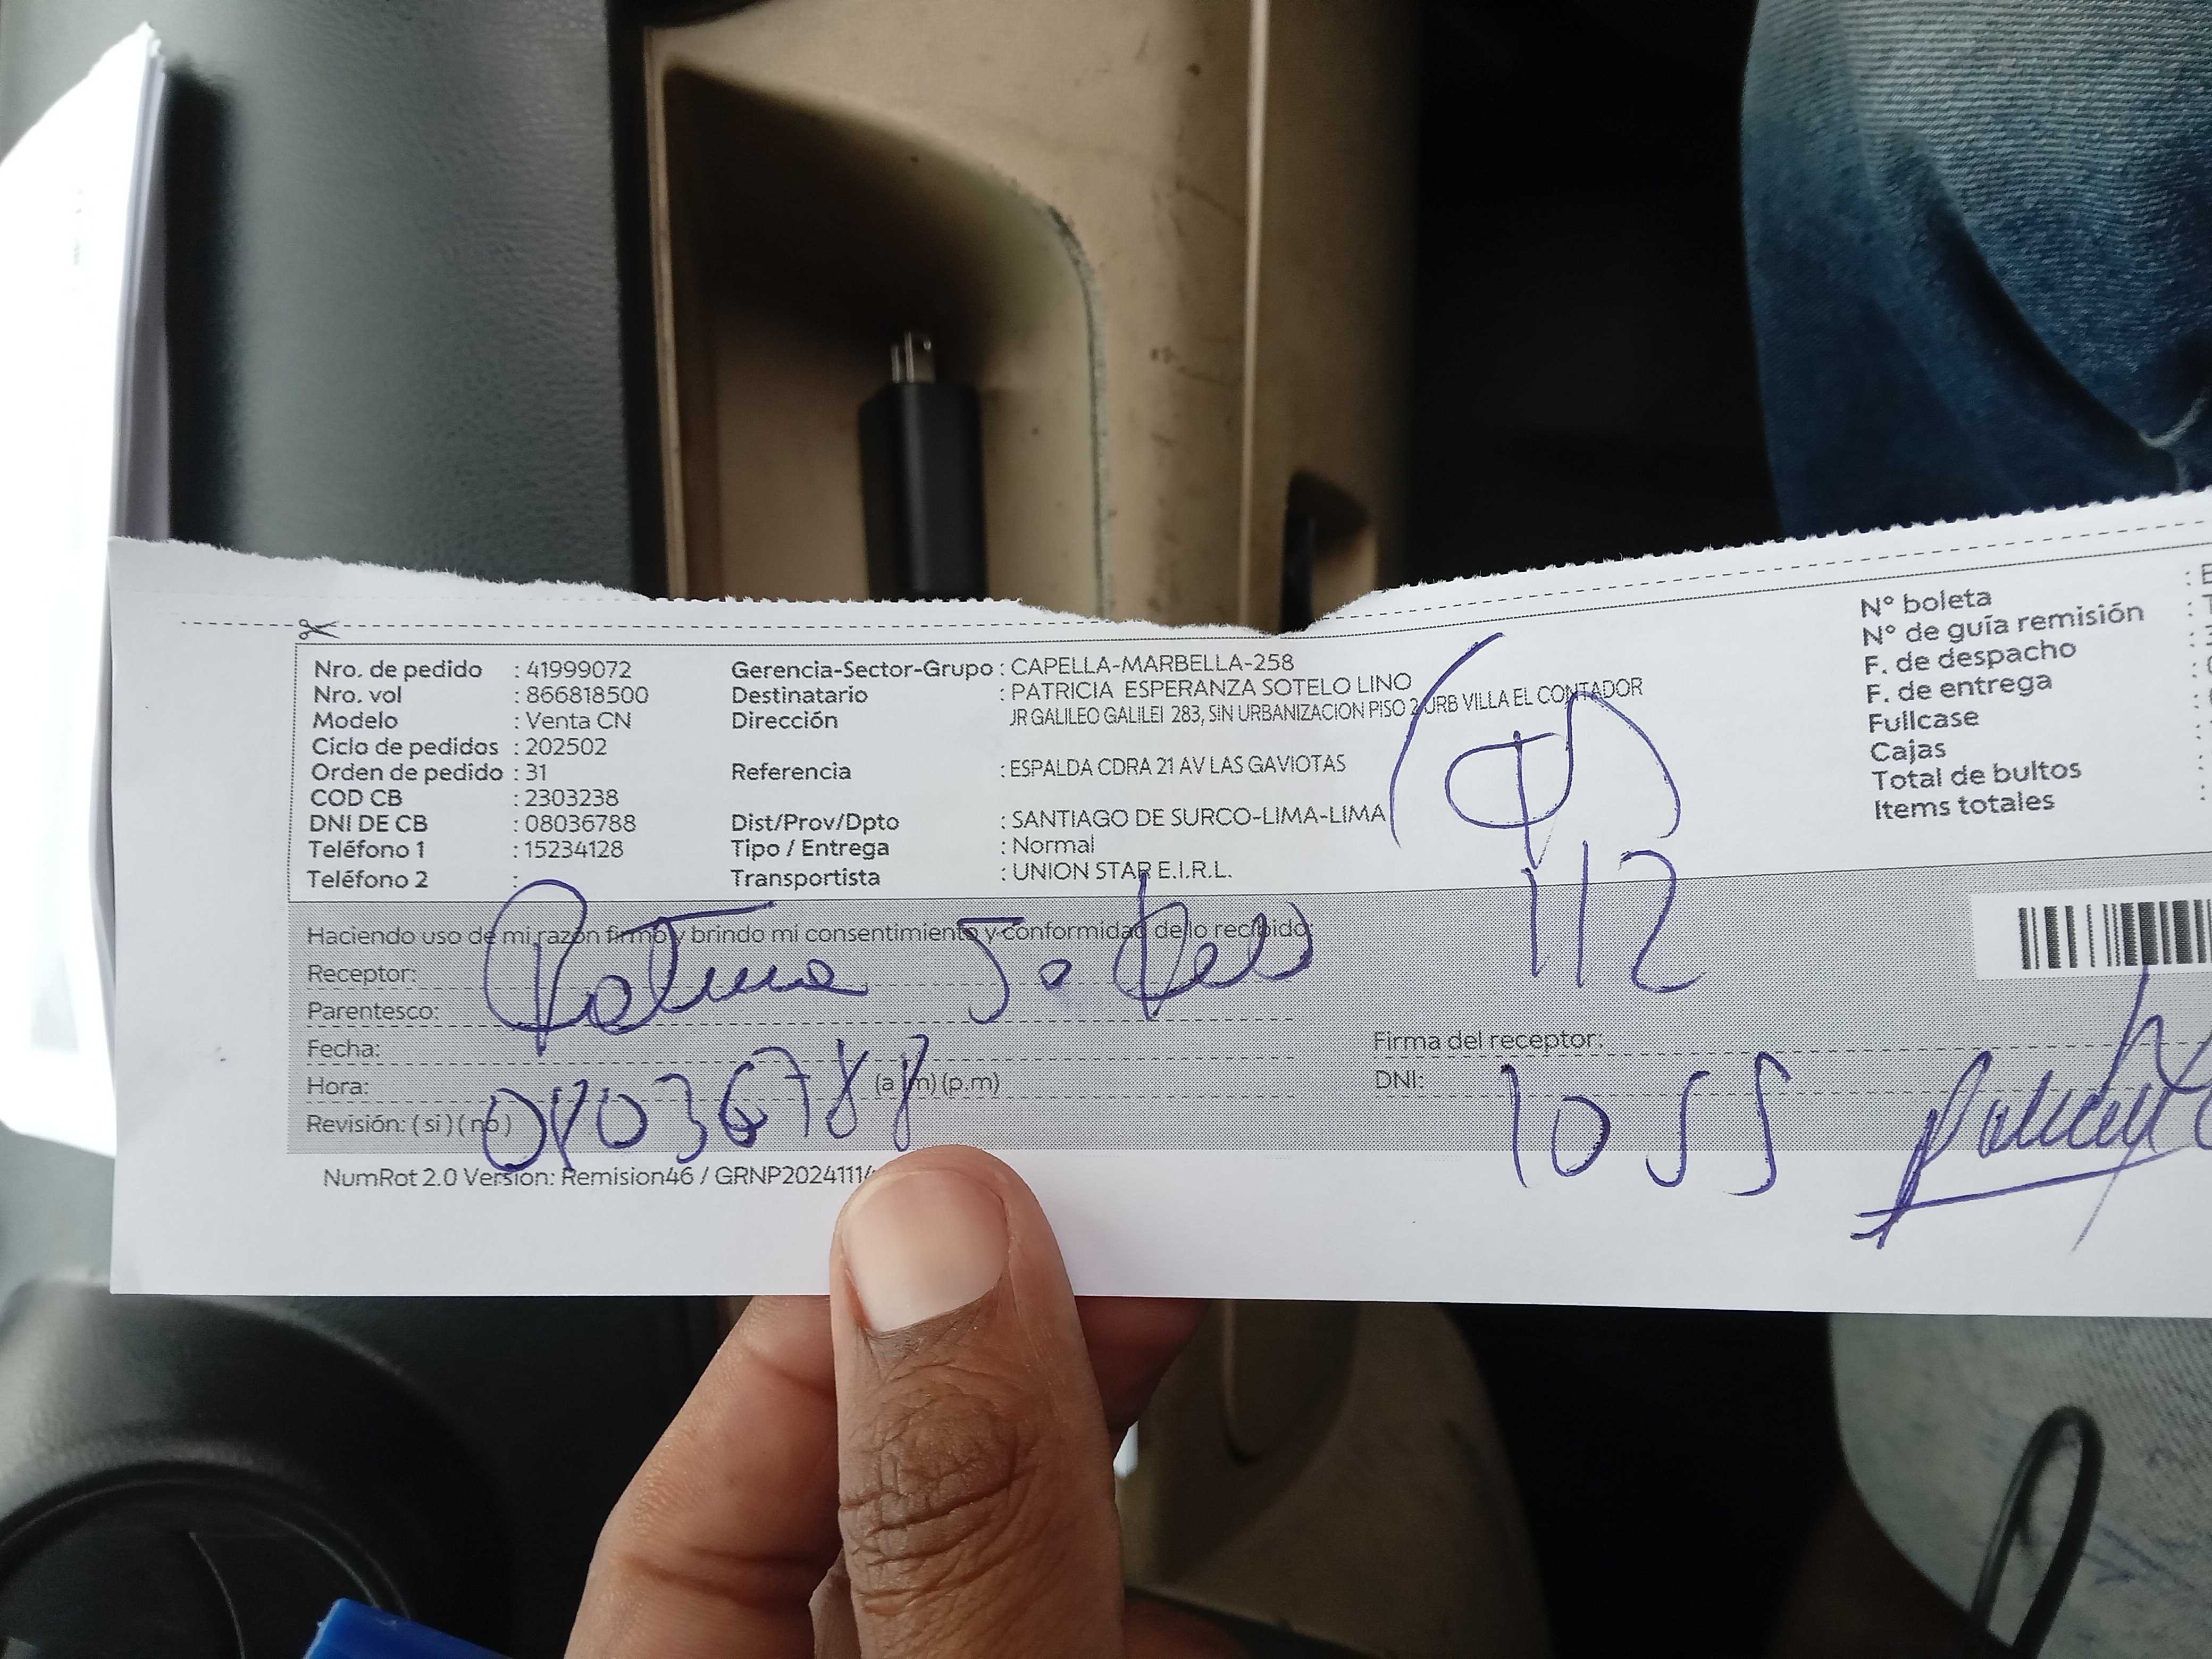 Nro. de pedido : 41999072
Nro. vol : 866818500
Modelo : Venta CN
Ciclo de pedidos : 202502
Orden de pedido : 31
COD CB : 2303238
DNI DE CB : 08036788
Teléfono 1 : 15234128
Teléfono 2 :
Gerencia-Sector-Grupo : CAPELLA-MARBELLA-258
Destinatario : PATRICIA ESPERANZA SOTELO LINO
Dirección JR GALILEO GALILEI 283, SIN URBANIZACION PISO 2 URB VILLA EL CONTADOR
Referencia : ESPALDA CDRA 21 AV LAS GAVIOTAS
Dist/Prov/Dpto : SANTIAGO DE SURCO-LIMA-LIMA
Tipo / Entrega : Normal
Transportista : UNION STAR E.I.R.L.
N° boleta
N° de guía remisión
F. de despacho
F. de entrega
Fullcase
Cajas
Total de bultos
Items totales
112
Haciendo uso de mi razón firmo y brindo mi consentimiento y conformidad de lo recibido:
Receptor:
Parentesco:
Fecha:
Hora: (a.m) (p.m)
Revisión: ( si ) ( no )
08036788
Firma del receptor:
DNI:
1055
NumRot 2.0 Version: Remision46 / GRNP2024111